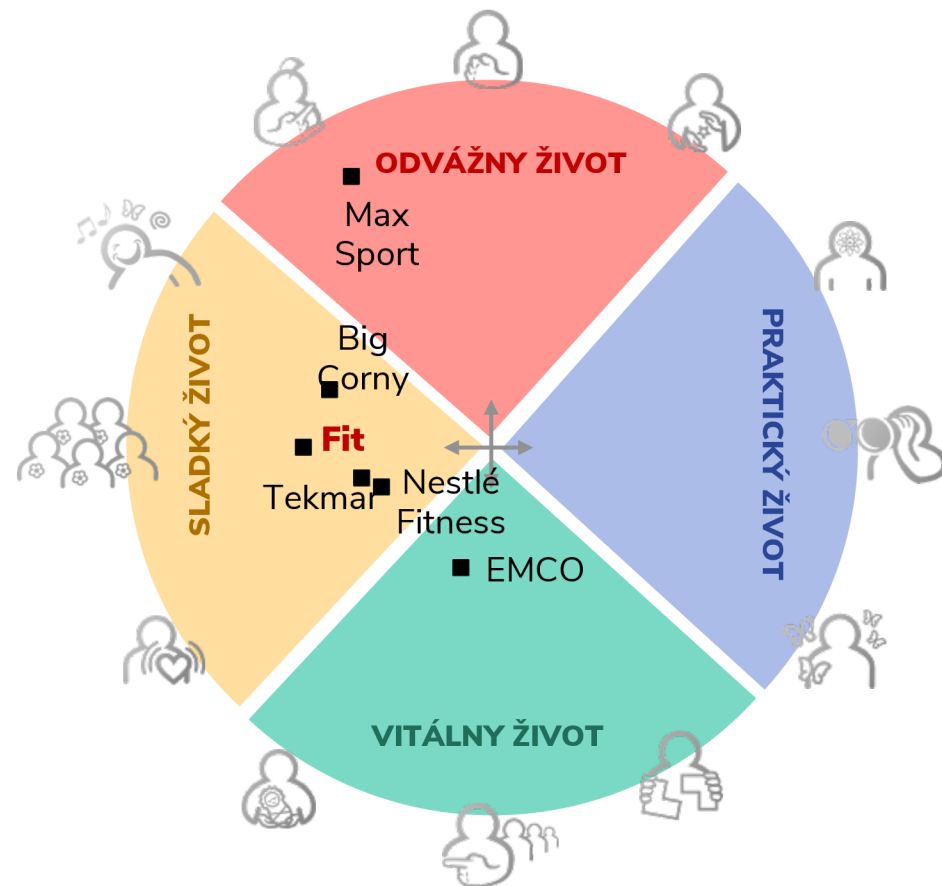 ODVÁŽNY ŽIVOT
Max
Sport
PRAKTICKÝ ŽIVOT
SLADKÝ ŽIVOT
Big
Corny
Fit
Tekmar
Nestlé
Fitness
EMCO
VITÁLNY ŽIVOT